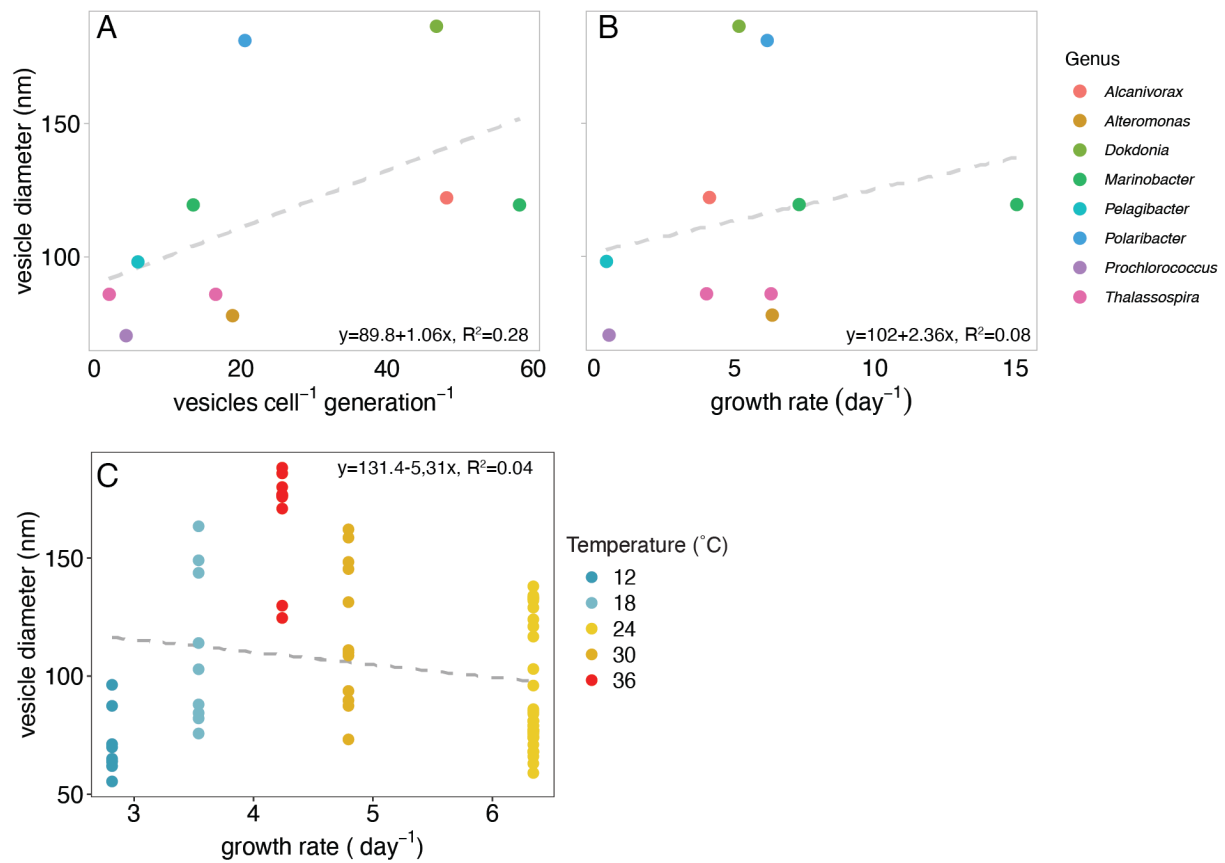 A
vesicle diameter (nm)
150
100
y=89.8+1.06x, R²=0.28
0 20 40 60
vesicles cell⁻¹ generation⁻¹
B
y=102+2.36x, R²=0.08
0 5 10 15
growth rate (day⁻¹)
Genus
Alcanivorax
Alteromonas
Dokdonia
Marinobacter
Pelagibacter
Polaribacter
Prochlorococcus
Thalassospira
C
y=131.4-5,31x, R²=0.04
vesicle diameter (nm)
150
100
50
3 4 5 6
growth rate ( day⁻¹)
Temperature (˚C)
12
18
24
30
36